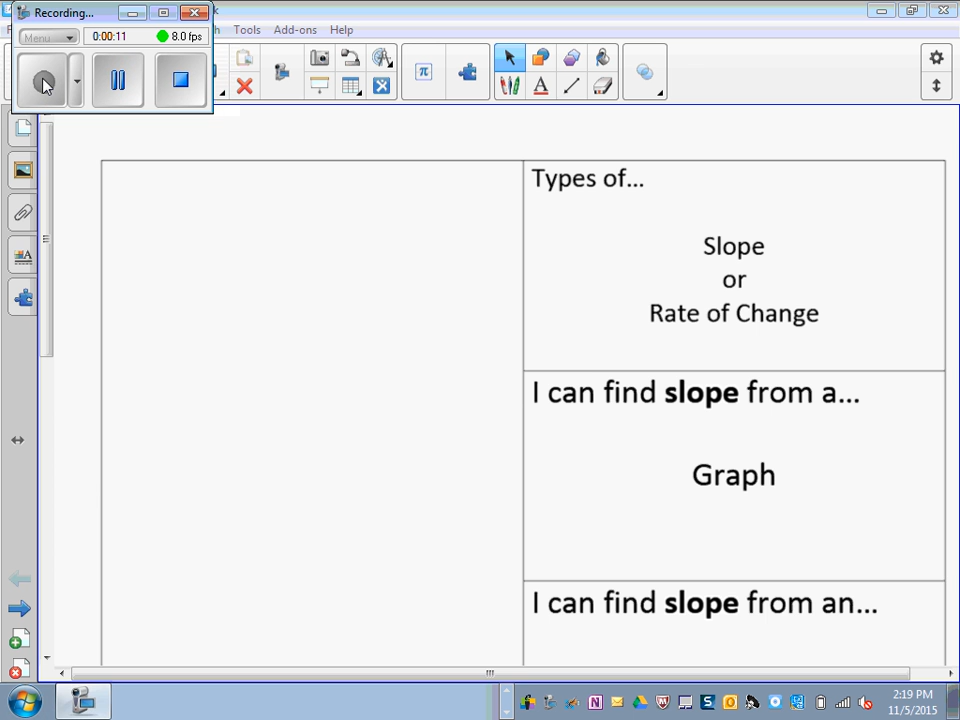 Recording...
k
Menu
0:00:11
8.0 fps
Tools
Add-ons
Help
π
A
Types of...
Slope
or
Rate of Change
I can find slope from a...
Graph
I can find slope from an...
2:19 PM
11/5/2015